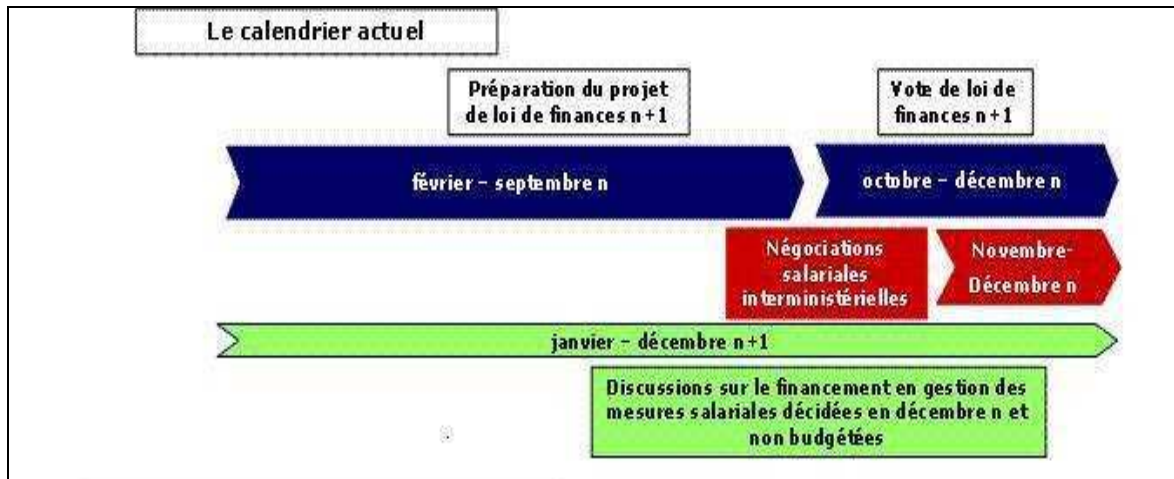 Le calendrier actuel
Préparation du projet
de loi de finances n+1
Vote de loi de
finances n+1
février – septembre n
octobre – décembre n
Négociations
salariales
interministérielles
Novembre-
Décembre n
janvier – décembre n+1
Discussions sur le financement en gestion des
mesures salariales décidées en décembre n et
non budgétées